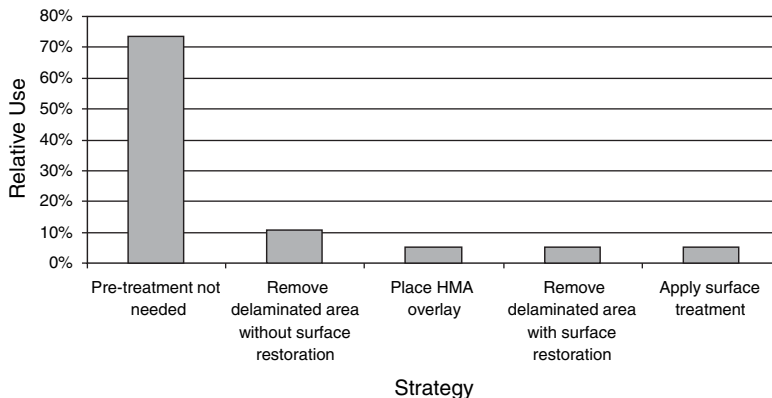 80%
70%
60%
50%
40%
30%
20%
10%
0%
Relative Use
Pre-treatment not
needed
Remove
delaminated area
without surface
restoration
Place HMA
overlay
Remove
delaminated area
with surface
restoration
Apply surface
treatment
Strategy